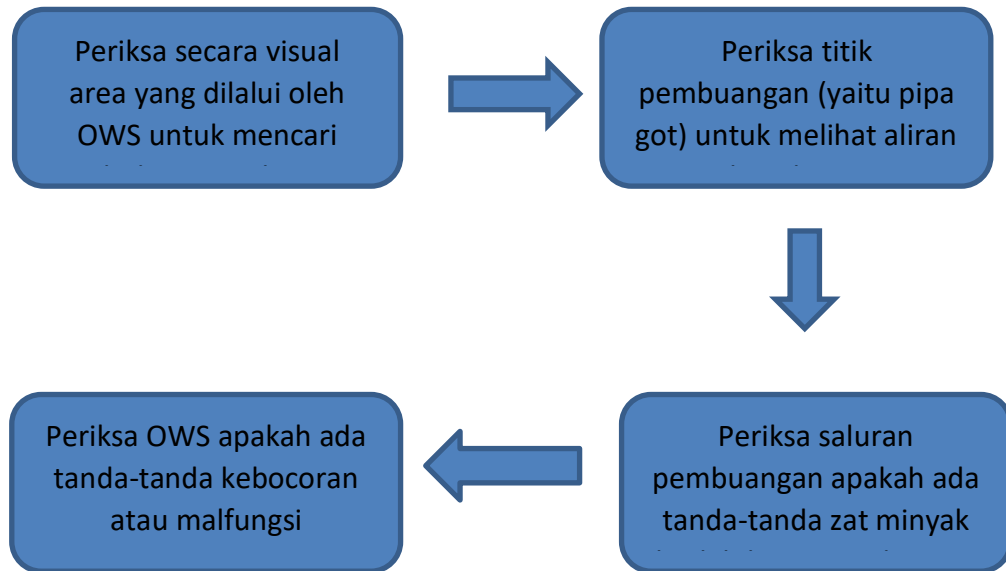 Periksa secara visual
area yang dilalui oleh
OWS untuk mencari
Periksa titik
pembuangan (yaitu pipa
got) untuk melihat aliran
Periksa saluran
pembuangan apakah ada
tanda-tanda zat minyak
Periksa OWS apakah ada
tanda-tanda kebocoran
atau malfungsi